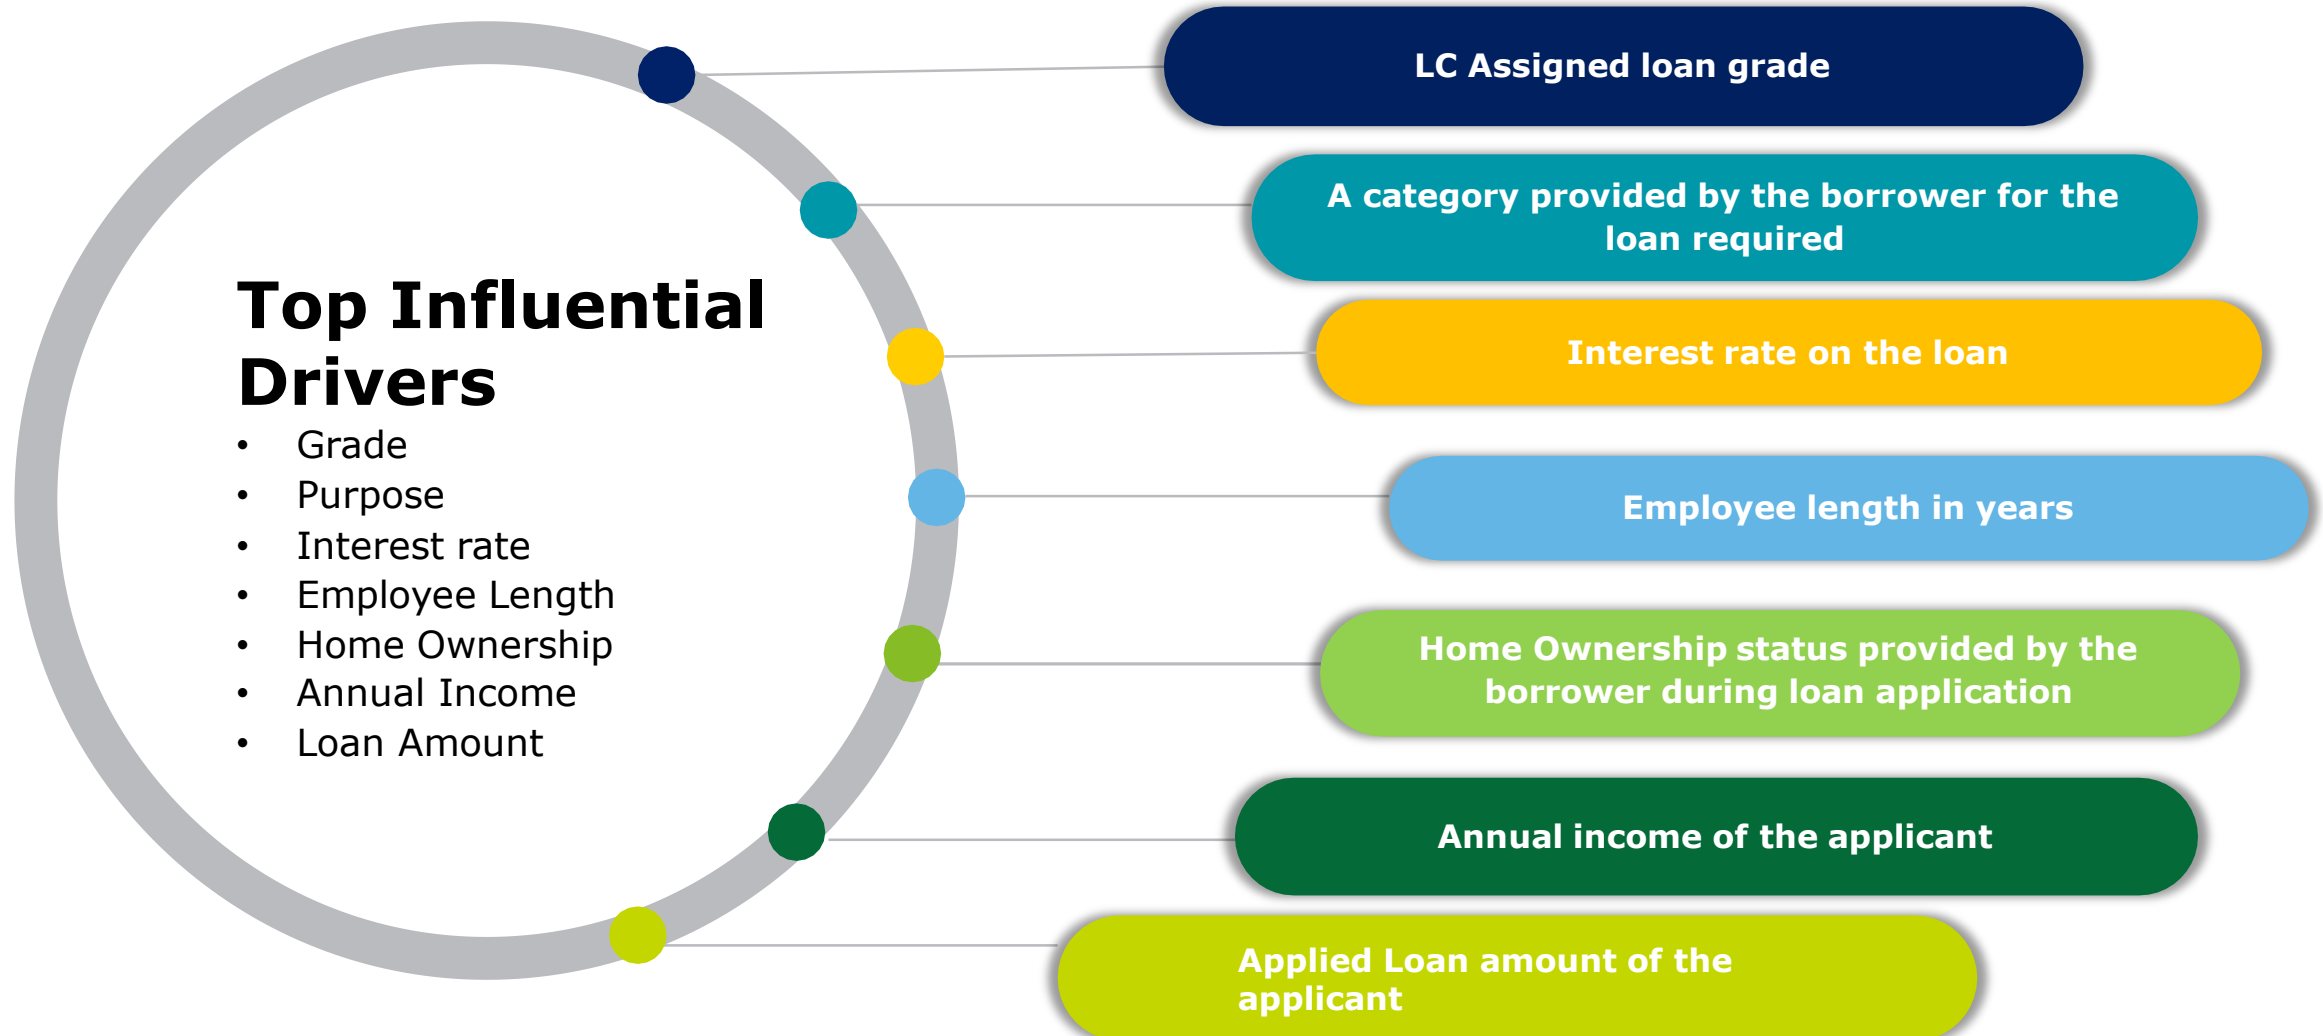 Top Influential
Drivers
• Grade
• Purpose
• Interest rate
• Employee Length
• Home Ownership
• Annual Income
• Loan Amount
LC Assigned loan grade
A category provided by the borrower for the
loan required
Interest rate on the loan
Employee length in years
Home Ownership status provided by the
borrower during loan application
Annual income of the applicant
Applied Loan amount of the
applicant